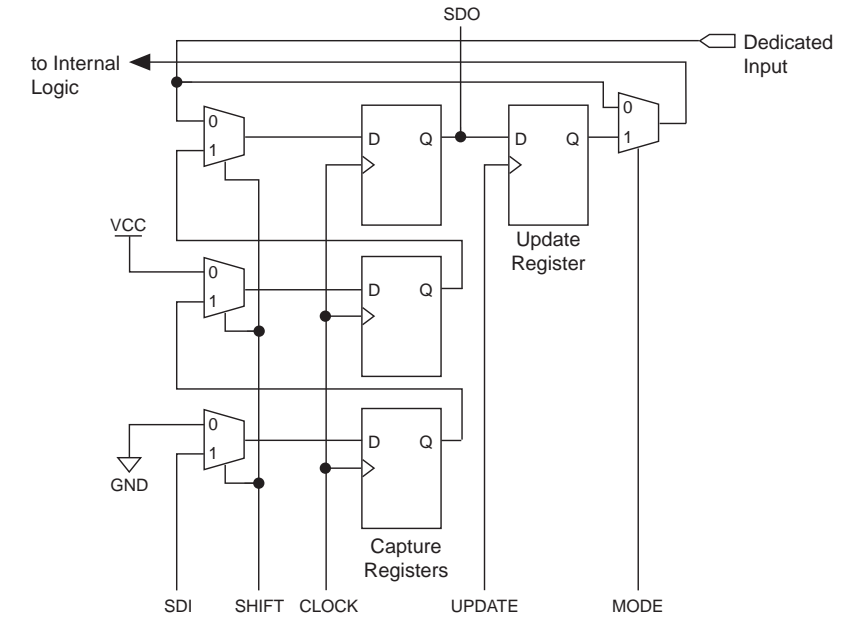 SDO
Dedicated
Input
to Internal
Logic
0
1
D Q
D Q
0
1
Update
Register
VCC
0
1
D Q
GND
0
1
D Q
Capture
Registers
SDI SHIFT CLOCK UPDATE MODE